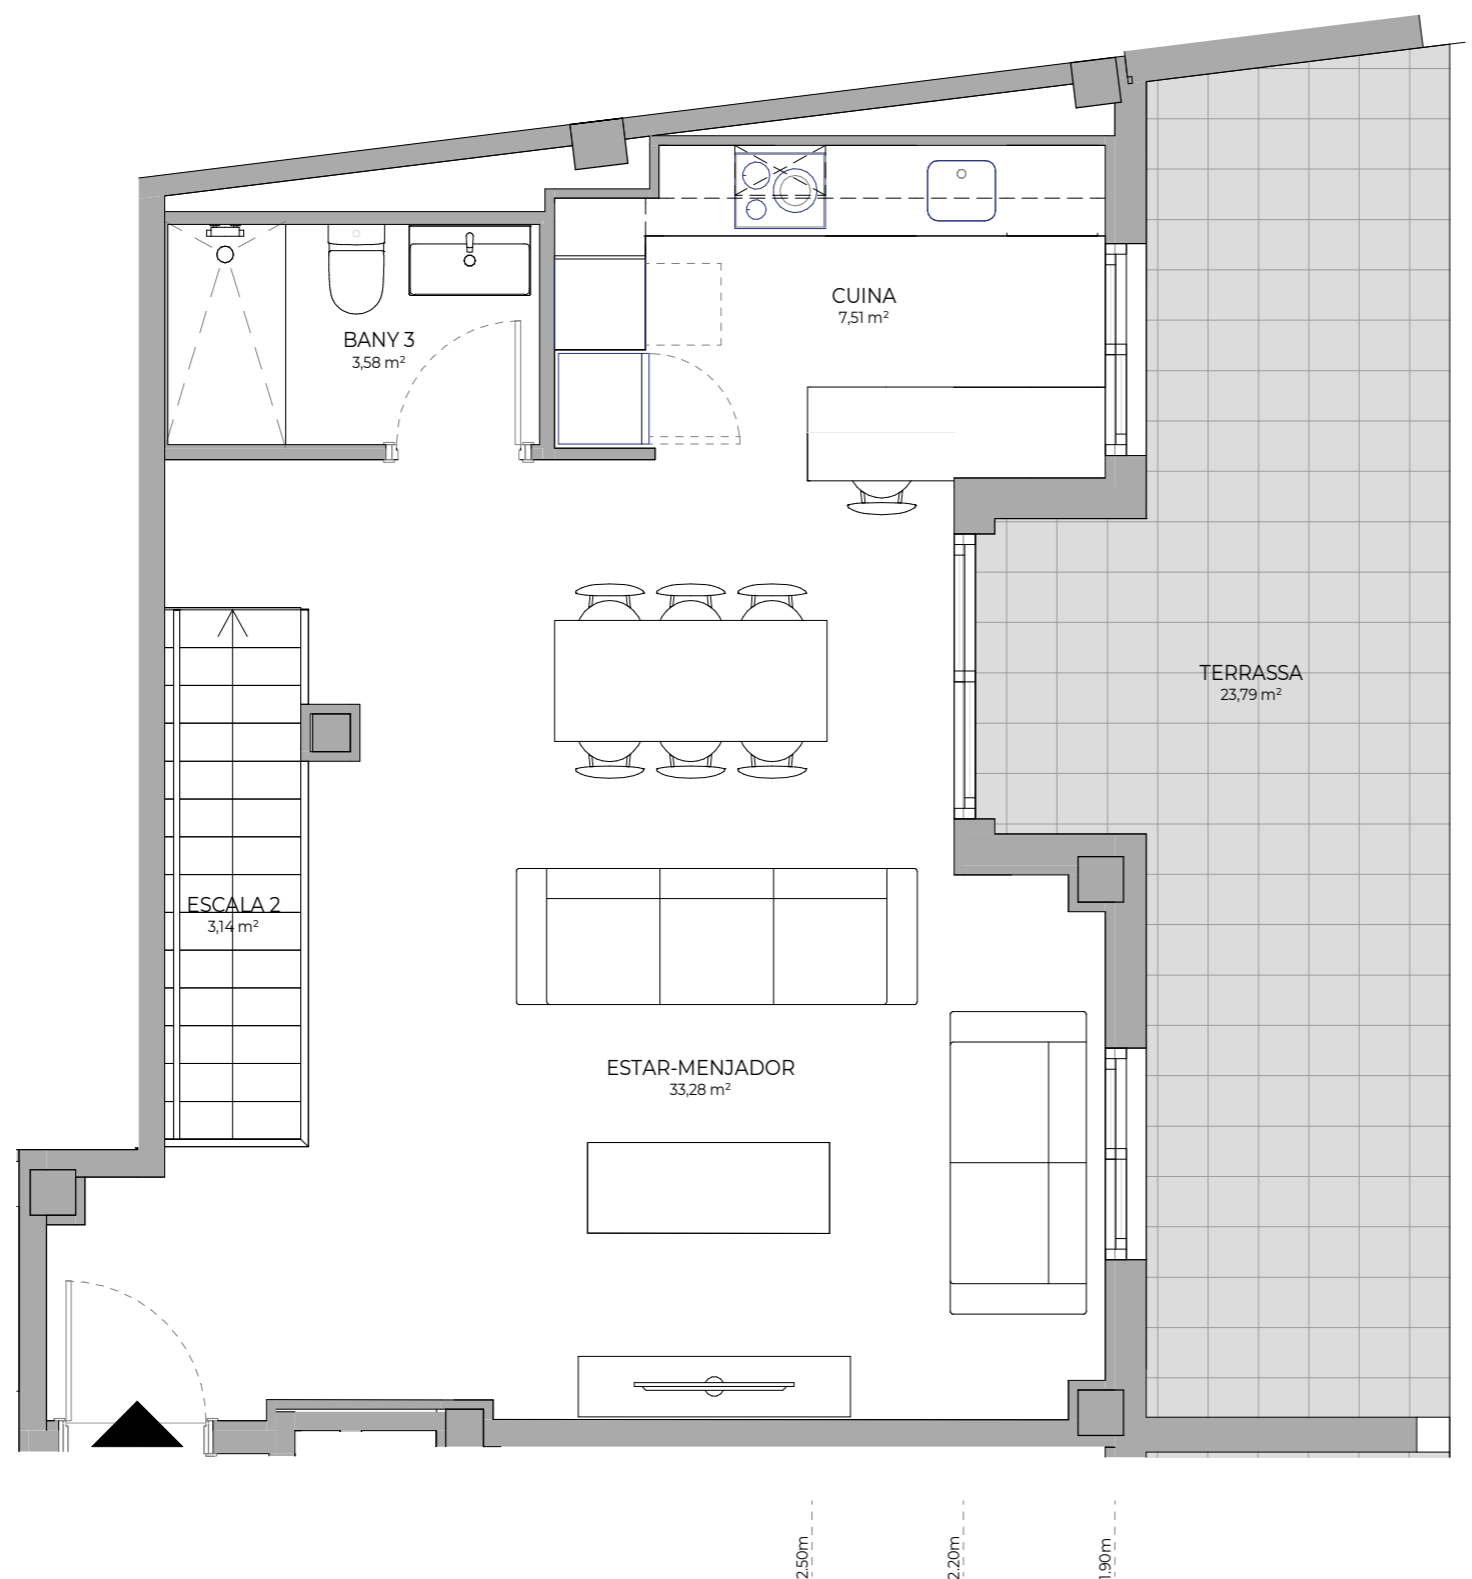 CUINA
7,51 m²
BANY 3
3,58 m²
TERRASSA
23,79 m²
ESCALA 2
3,14 m²
ESTAR-MENJADOR
33,28 m²
2.50m
2.20m
1.90m